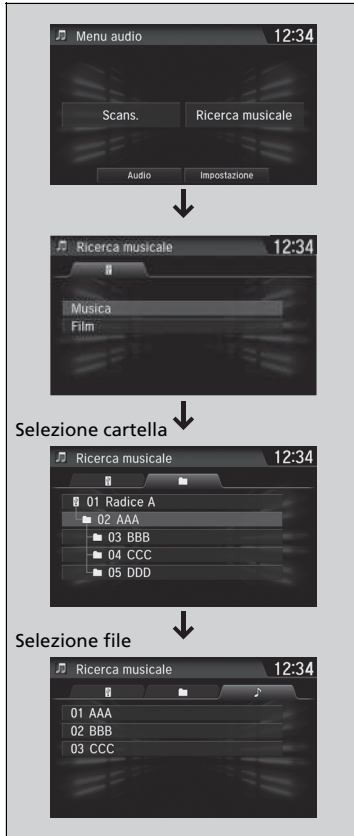 Menu audio 12:34
Scans. Ricerca musicale
Audio Impostazione
Ricerca musicale 12:34
Musica
Film
Selezione cartella
Ricerca musicale 12:34
01 Radice A
02 AAA
03 BBB
04 CCC
05 DDD
Selezione file
Ricerca musicale 12:34
01 AAA
02 BBB
03 CCC